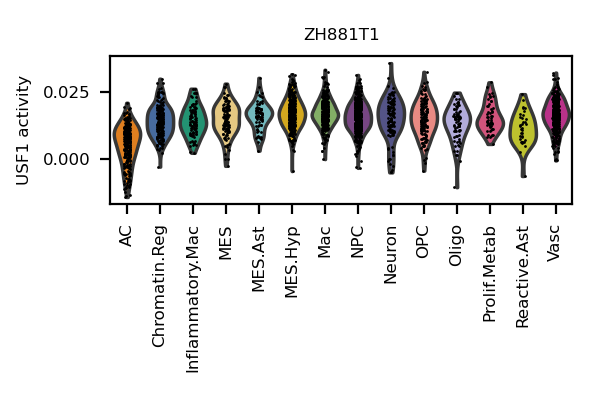 ZH881T1
USF1 activity
0.025
0.000
AC
Chromatin.Reg
Inflammatory.Mac
MES
MES.Ast
MES.Hyp
Mac
NPC
Neuron
OPC
Oligo
Prolif.Metab
Reactive.Ast
Vasc